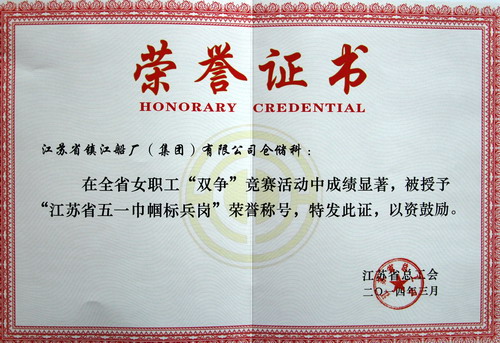 荣誉证书
HONORARY CREDENTIAL
江苏省镇江船厂（集团）有限公司仓储科：
在全省女职工“双争”竞赛活动中成绩显著，被授予
“江苏省五一巾帼标兵岗”荣誉称号，特发此证，以资鼓励。
江苏省总工会
二〇一四年三月